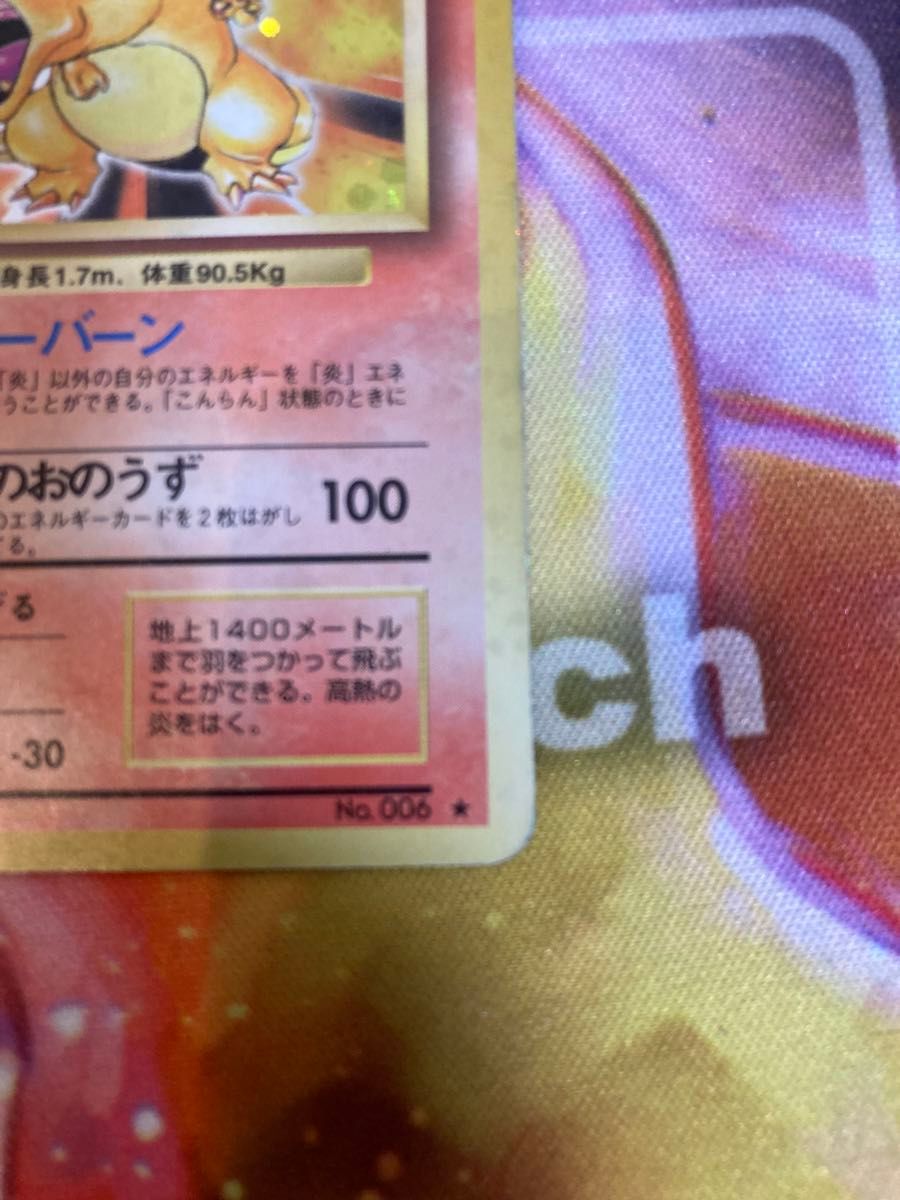 身長1.7m、体重90.5Kg
ーバーン
「炎」以外の自分のエネルギーを「炎」エネ
うことができる。「こんらん」状態のときに
のおのうず 100
のエネルギーカードを2枚はがし
る。
る
地上1400メートル
まで羽をつかって飛ぶ
ことができる。高熱の
炎をはく。
-30
No. 006 ★
ch